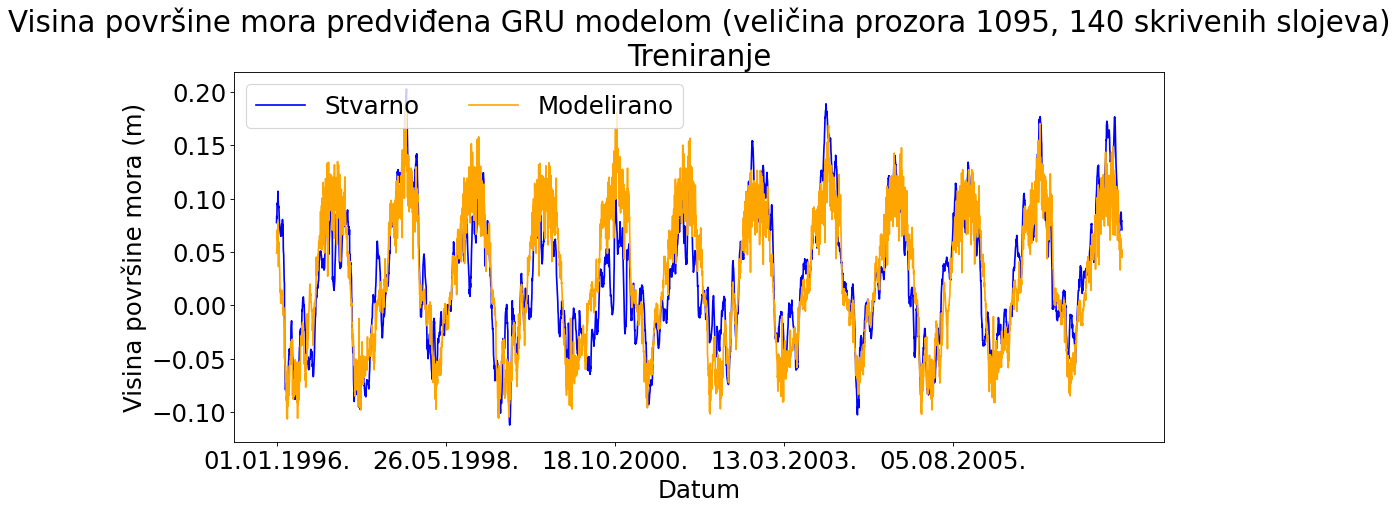 Visina površine mora predviđena GRU modelom (veličina prozora 1095, 140 skrivenih slojeva)
Treniranje
Stvarno Modelirano
Visina površine mora (m)
0.20
0.15
0.10
0.05
0.00
−0.05
−0.10
01.01.1996. 26.05.1998. 18.10.2000. 13.03.2003. 05.08.2005.
Datum